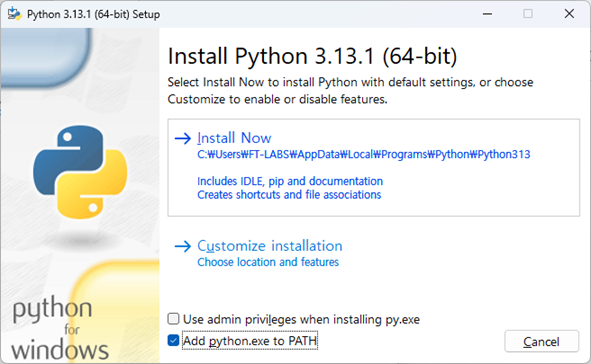 Python 3.13.1 (64-bit) Setup
Install Python 3.13.1 (64-bit)
Select Install Now to install Python with default settings, or choose
Customize to enable or disable features.
Install Now
C:₩Users₩FT-LABS₩AppData₩Local₩Programs₩Python₩Python313
Includes IDLE, pip and documentation
Creates shortcuts and file associations
Customize installation
Choose location and features
python
for
windows
Use admin privileges when installing py.exe
Add python.exe to PATH
Cancel